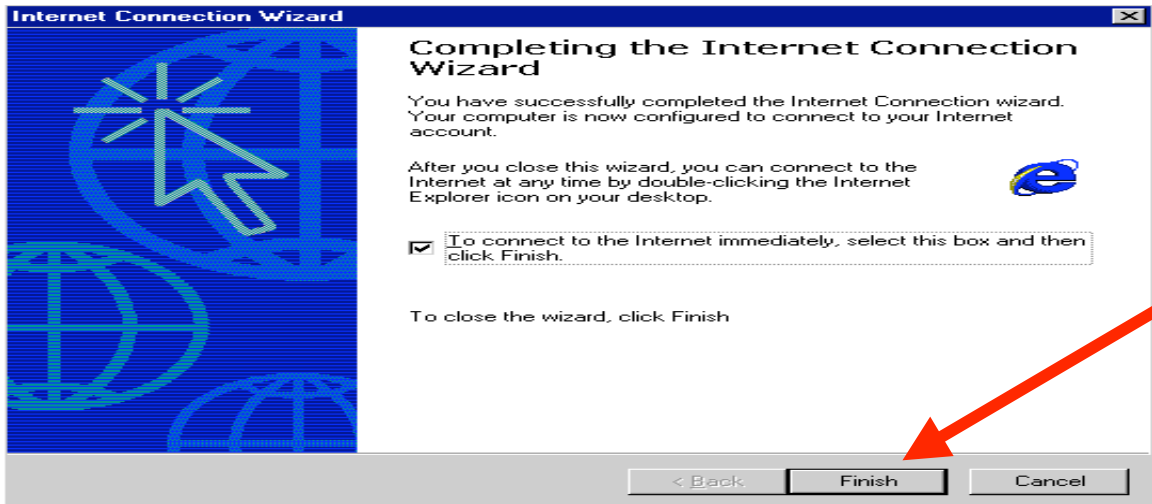 Internet Connection Wizard
Completing the Internet Connection
Wizard
You have successfully completed the Internet Connection wizard.
Your computer is now configured to connect to your Internet
account.
After you close this wizard, you can connect to the
Internet at any time by double-clicking the Internet
Explorer icon on your desktop.
To connect to the Internet immediately, select this box and then
click Finish.
To close the wizard, click Finish
< Back Finish Cancel